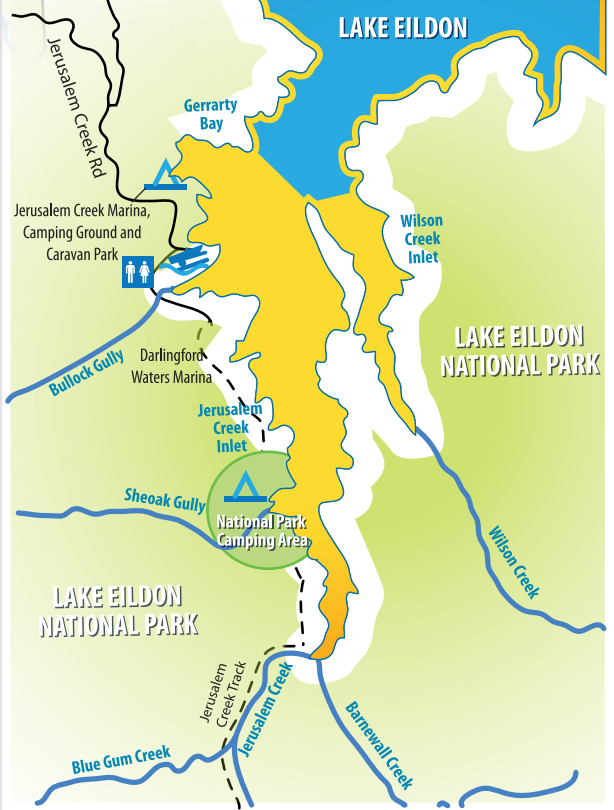 LAKE EILDON
Jerusalem Creek Rd
Gerrarty
Bay
Jerusalem Creek Marina,
Camping Ground and
Caravan Park
Wilson
Creek
Inlet
LAKE EILDON
NATIONAL PARK
Bullock Gully
Darlingford
Waters Marina
Jerusalem
Creek
Inlet
Sheoak Gully
National Park
Camping Area
Wilson Creek
LAKE EILDON
NATIONAL PARK
Jerusalem
Creek Track
Jerusalem Creek
Barnewall Creek
Blue Gum Creek